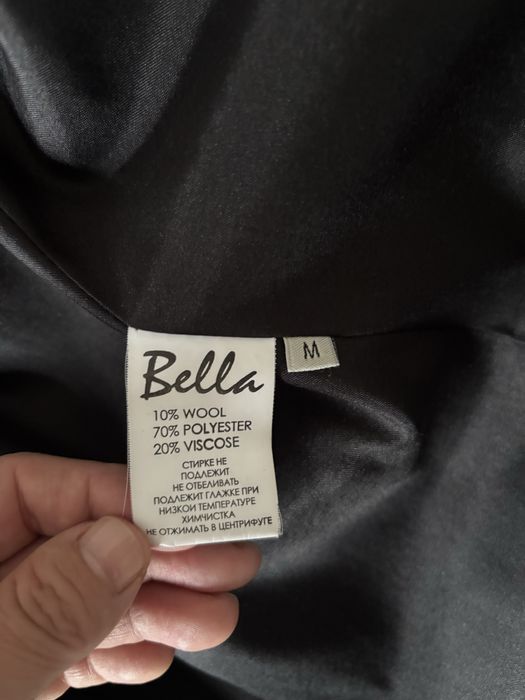 Bella
M
10% WOOL
70% POLYESTER
20% VISCOSE
СТИРКЕ НЕ
ПОДЛЕЖИТ
НЕ ОТБЕЛИВАТЬ
ПОДЛЕЖИТ ГЛАЖКЕ ПРИ
НИЗКОЙ ТЕМПЕРАТУРЕ
ХИМЧИСТКА
НЕ ОТЖИМАТЬ В ЦЕНТРИФУГЕ